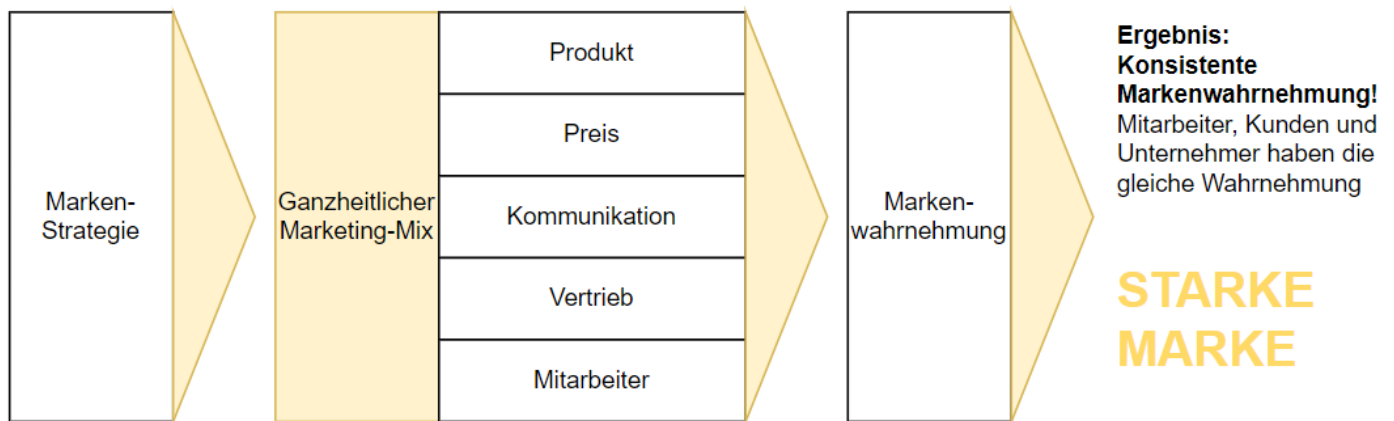 Marken-
Strategie
Ganzheitlicher
Marketing-Mix
Produkt
Preis
Kommunikation
Vertrieb
Mitarbeiter
Marken-
wahrnehmung
Ergebnis:
Konsistente
Markenwahrnehmung!
Mitarbeiter, Kunden und
Unternehmer haben die
gleiche Wahrnehmung
STARKE
MARKE